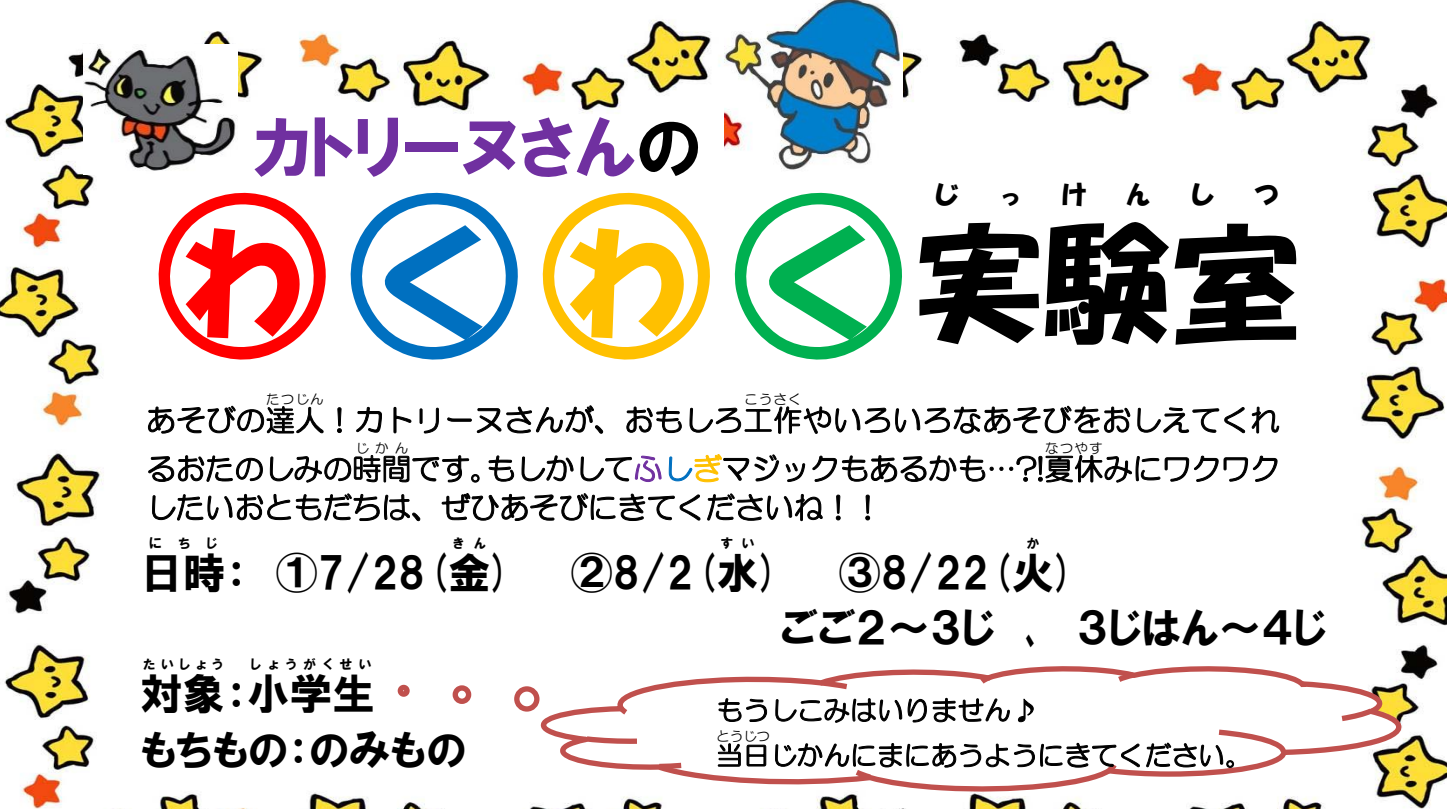 カトリーヌさんの
じっけんしつ
わくわく実験室
たつじん こうさく
あそびの達人！カトリーヌさんが、おもしろ工作やいろいろなあそびをおしえてくれ
じかん なつやす
るおたのしみの時間です。もしかしてふしぎマジックもあるかも…?!夏休みにワクワク
したいおともだちは、ぜひあそびにきてくださいね！！
にちじ きん すい か
日時：①7/28(金) ②8/2(水) ③8/22(火)
ごご2～3じ 、 3じはん～4じ
たいしょう しょうがくせい
対象：小学生
もちもの：のみもの
もうしこみはいりません♪
とうじつ
当日じかんにまにあうようにきてください。